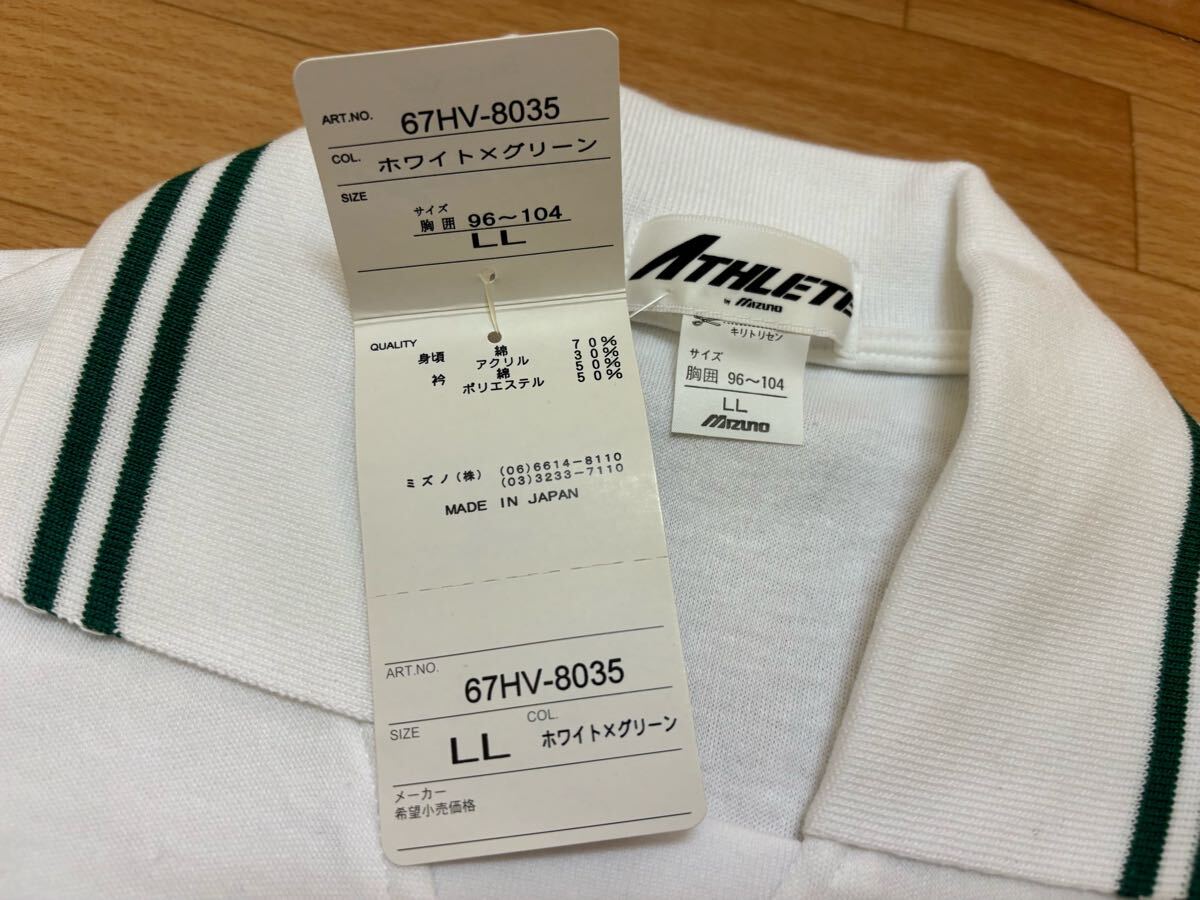 ART.NO. 67HV-8035
COL. ホワイト×グリーン
SIZE
サイズ
胸囲 96～104
LL
QUALITY
身頃 綿 70%
アクリル 30%
衿 綿 50%
ポリエステル 50%
ミズノ(株) (06)6614-8110
(03)3233-7110
MADE IN JAPAN
ART.NO.
67HV-8035
SIZE LL COL. ホワイト×グリーン
メーカー
希望小売価格
ATHLETE
by MIZUNO
キリトリセン
サイズ
胸囲 96～104
LL
MIZUNO